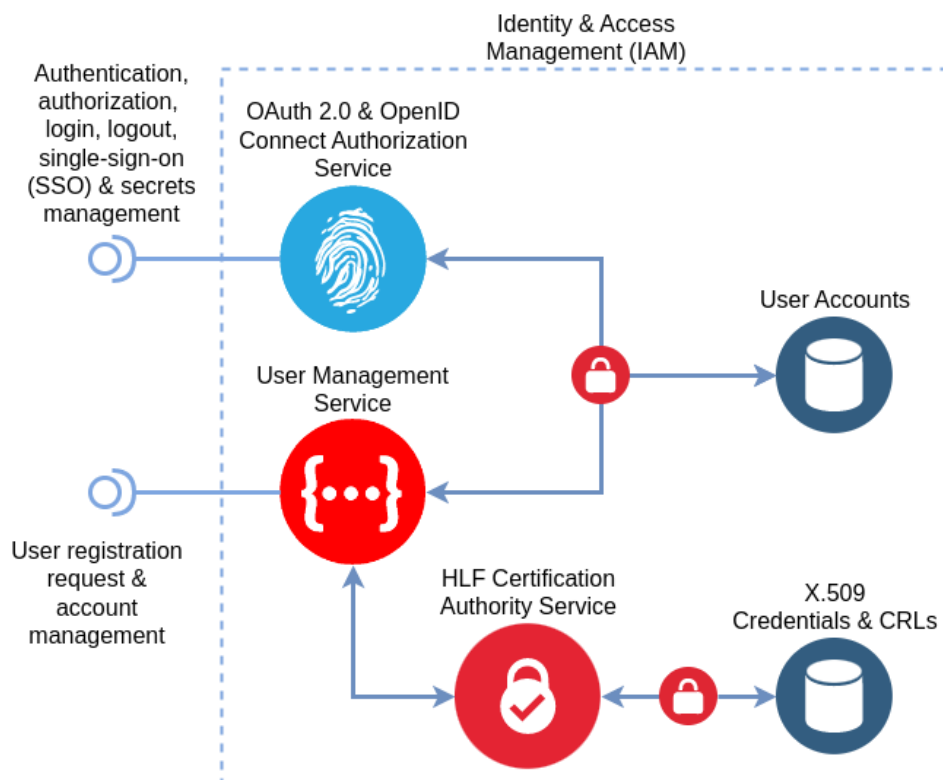 Identity & Access
Management (IAM)
Authentication,
authorization,
login, logout,
single-sign-on
(SSO) & secrets
management
OAuth 2.0 & OpenID
Connect Authorization
Service
User Accounts
User Management
Service
User registration
request &
account
management
HLF Certification
Authority Service
X.509
Credentials & CRLs